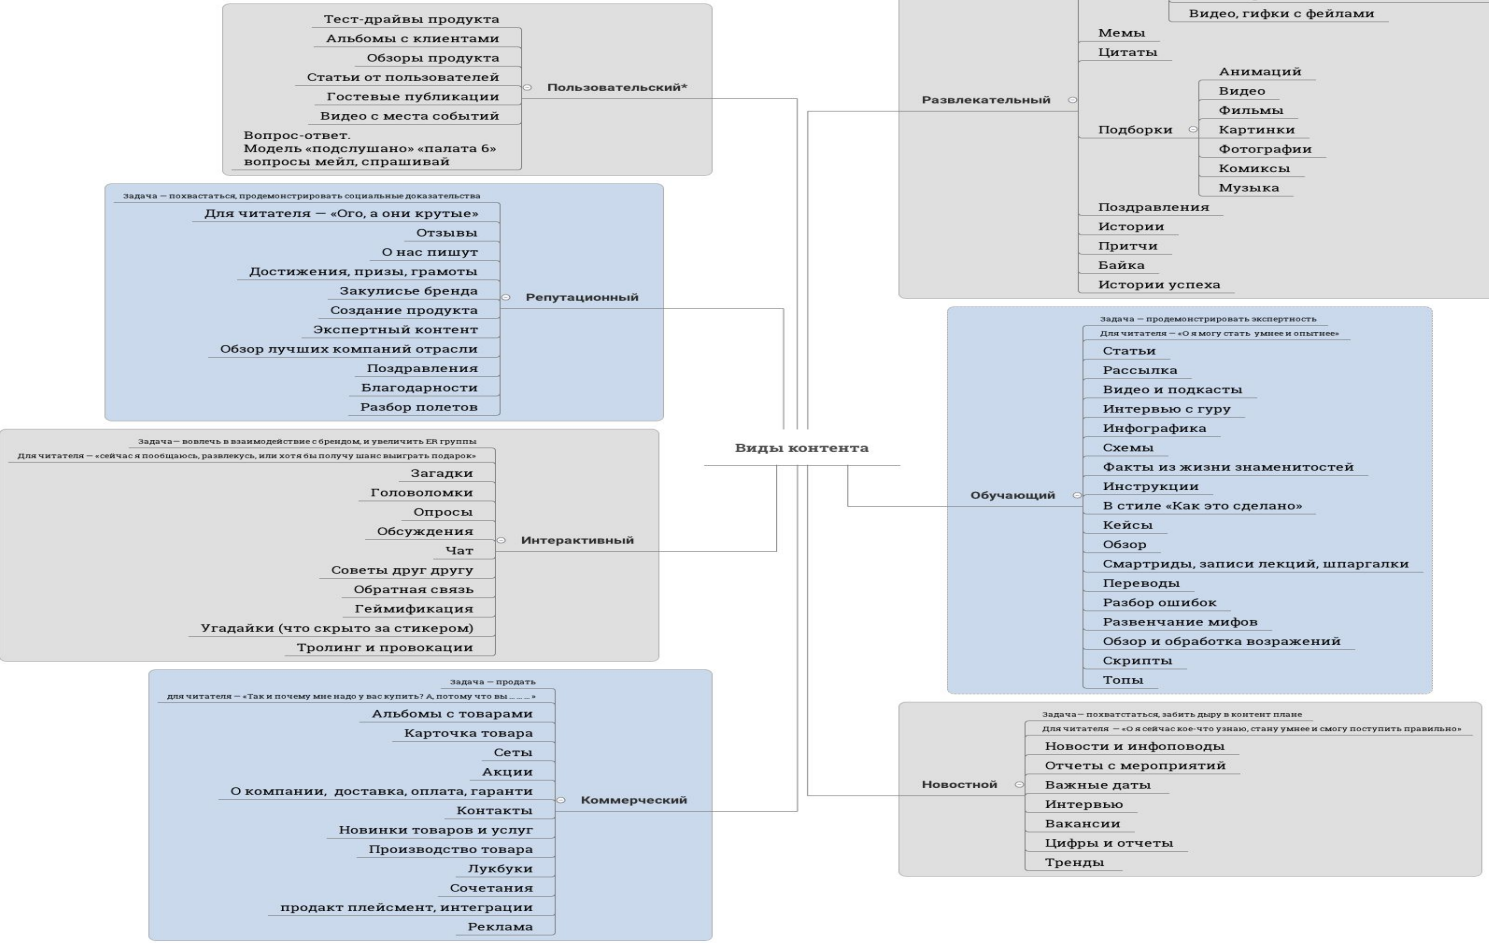 Тест-драйвы продукта
Альбомы с клиентами
Обзоры продукта
Статьи от пользователей
Гостевые публикации
Видео с места событий
Вопрос-ответ.
Модель «подслушано» «палата 6»
вопросы мейл, спрашивай
Пользовательский*
Задача — похвастаться, продемонстрировать социальные доказательства
Для читателя — «Ого, а они крутые»
Отзывы
О нас пишут
Достижения, призы, грамоты
Закулисье бренда
Создание продукта
Экспертный контент
Обзор лучших компаний отрасли
Поздравления
Благодарности
Разбор полетов
Репутационный
Задача— вовлечь в взаимодействие с брендом, и увеличить ER группы
Для читателя — «сейчас я пообщаюсь, развлекусь, или хотя бы получу шанс выиграть подарок»
Загадки
Головоломки
Опросы
Обсуждения
Чат
Советы друг другу
Обратная связь
Геймификация
Угадайки (что скрыто за стикером)
Тролинг и провокации
Интерактивный
Задача — продать
для читателя — «Так и почему мне надо у вас купить? А, потому что вы ... ... ... »
Альбомы с товарами
Карточка товара
Сеты
Акции
О компании, доставка, оплата, гаранти
Контакты
Новинки товаров и услуг
Производство товара
Лукбуки
Сочетания
продакт плейсмент, интеграции
Реклама
Коммерческий
Виды контента
Видео, гифки с фейлами
Мемы
Цитаты
Подборки
Анимаций
Видео
Фильмы
Картинки
Фотографии
Комиксы
Музыка
Поздравления
Истории
Притчи
Байка
Истории успеха
Развлекательный
Задача — продемонстрировать экспертность
Для читателя — «О я могу стать умнее и опытнее»
Статьи
Рассылка
Видео и подкасты
Интервью с гуру
Инфографика
Схемы
Факты из жизни знаменитостей
Инструкции
В стиле «Как это сделано»
Кейсы
Обзор
Смартриды, записи лекций, шпаргалки
Переводы
Разбор ошибок
Развенчание мифов
Обзор и обработка возражений
Скрипты
Топы
Обучающий
Задача— похватстаться, забить дыру в контент плане
Для читателя — «О я сейчас кое-что узнаю, стану умнее и смогу поступить правильно»
Новости и инфоповоды
Отчеты с мероприятий
Важные даты
Интервью
Вакансии
Цифры и отчеты
Тренды
Новостной